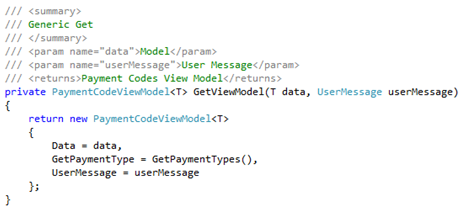 /// <summary>
/// Generic Get
/// </summary>
/// <param name="data">Model</param>
/// <param name="userMessage">User Message</param>
/// <returns>Payment Codes View Model</returns>
private PaymentCodeViewModel<T> GetViewModel(T data, UserMessage userMessage)
{
    return new PaymentCodeViewModel<T>
    {
        Data = data,
        GetPaymentType = GetPaymentTypes(),
        UserMessage = userMessage
    };
}